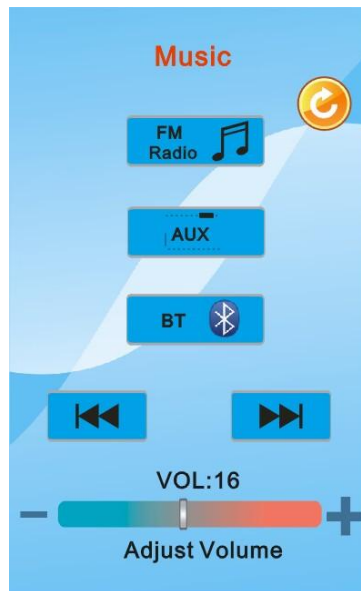 Music
FM
Radio
AUX
BT
VOL:16
Adjust Volume